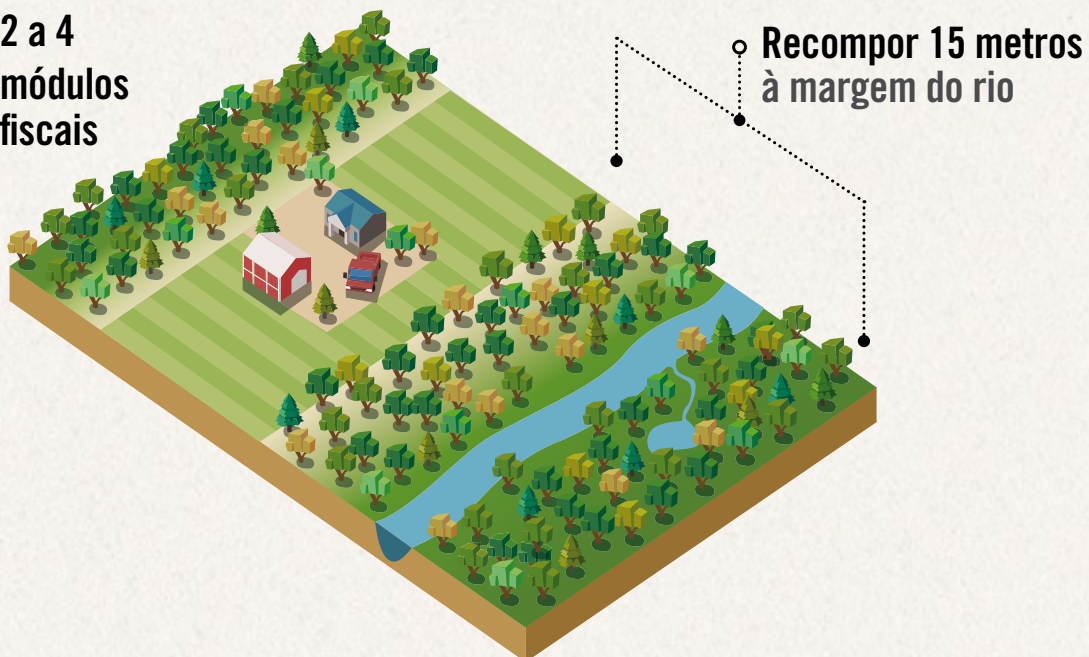 2 a 4
módulos
fiscais
Recompor 15 metros
à margem do rio